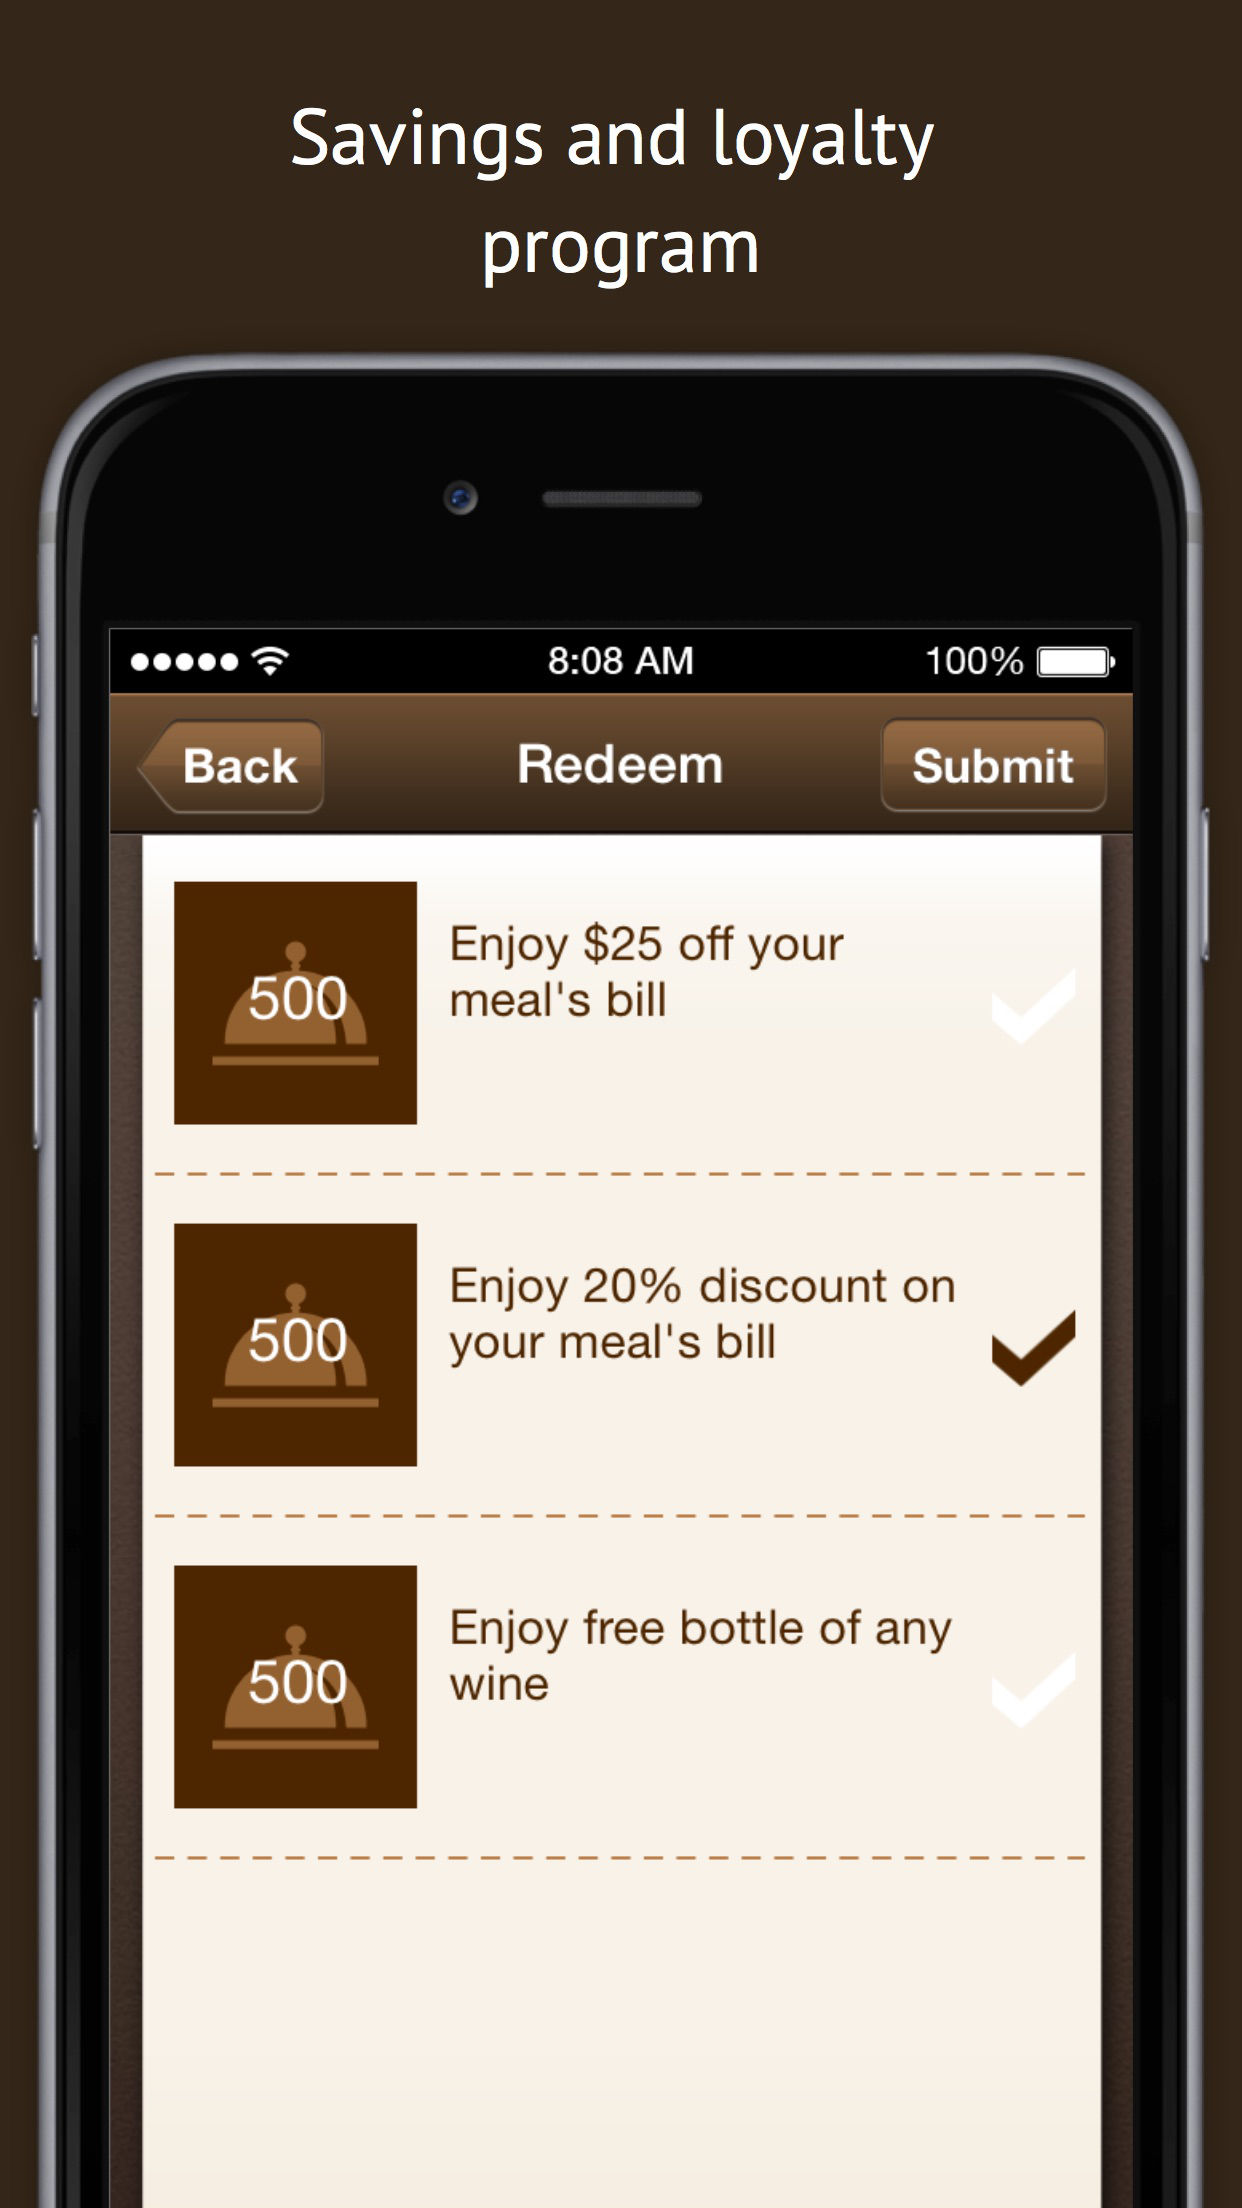 Savings and loyalty
program
8:08 AM
100%
Back
Redeem
Submit
500
Enjoy $25 off your
meal's bill
500
Enjoy 20% discount on
your meal's bill
500
Enjoy free bottle of any
wine